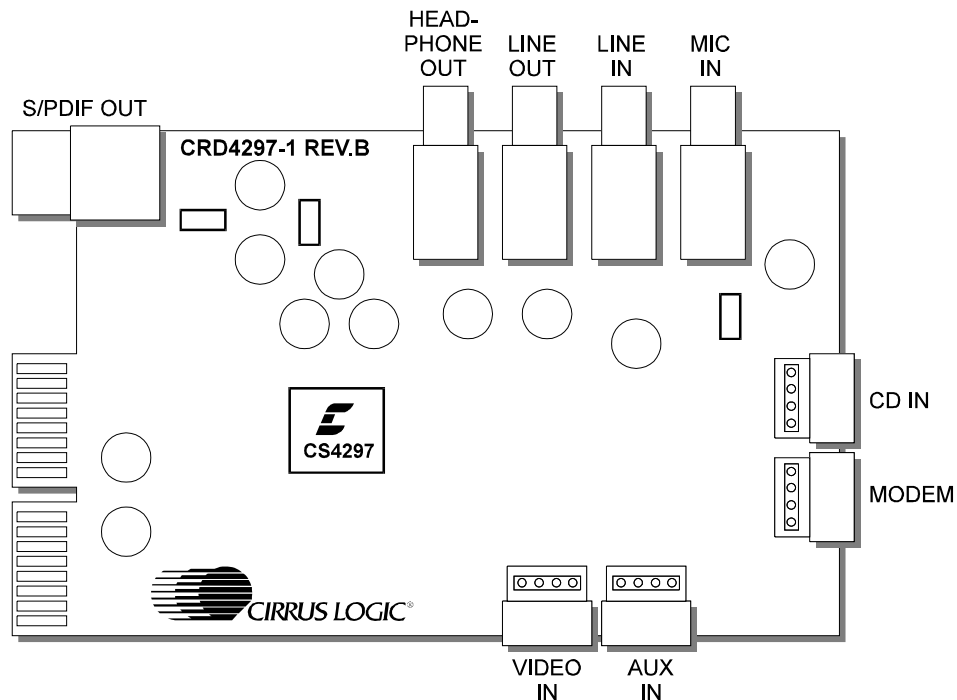 HEAD-
PHONE
OUT
LINE
OUT
LINE
IN
MIC
IN
S/PDIF OUT
CRD4297-1 REV.B
CS4297
CD IN
MODEM
CIRRUS LOGIC®
VIDEO
IN
AUX
IN